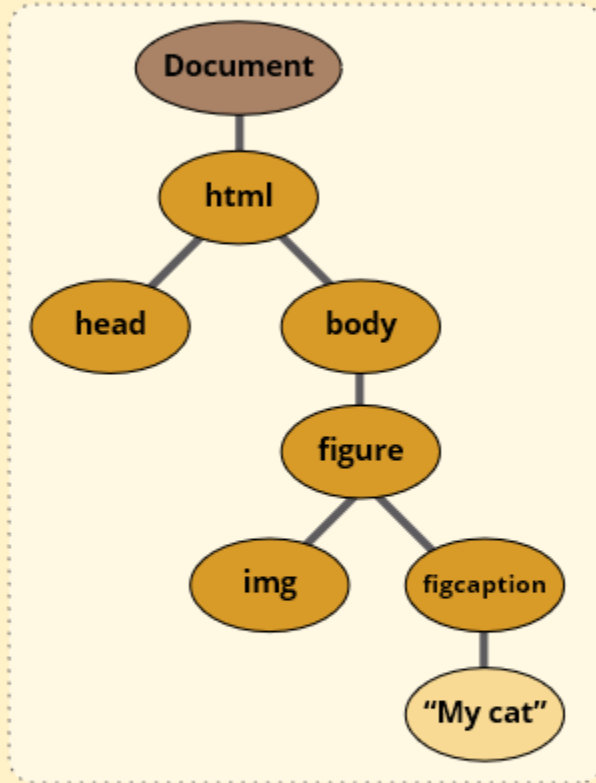 Document
html
head
body
figure
img
figcaption
“My cat”